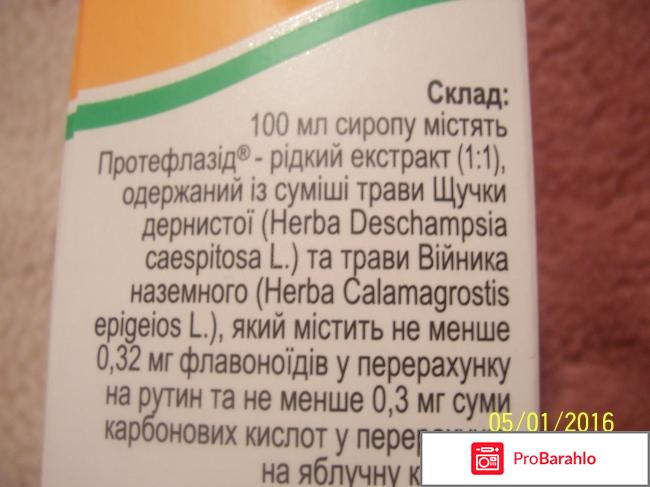 Склад:
100 мл сиропу містять
Протефлазід® - рідкий екстракт (1:1),
одержаний із суміші трави Щучки
дернистої (Herba Deschampsia
caespitosa L.) та трави Війника
наземного (Herba Calamagrostis
epigeios L.), який містить не менше
0,32 мг флавоноїдів у перерахунку
на рутин та не менше 0,3 мг суми
карбонових кислот у
на яблучну
05/01/2016
ProBarahlo